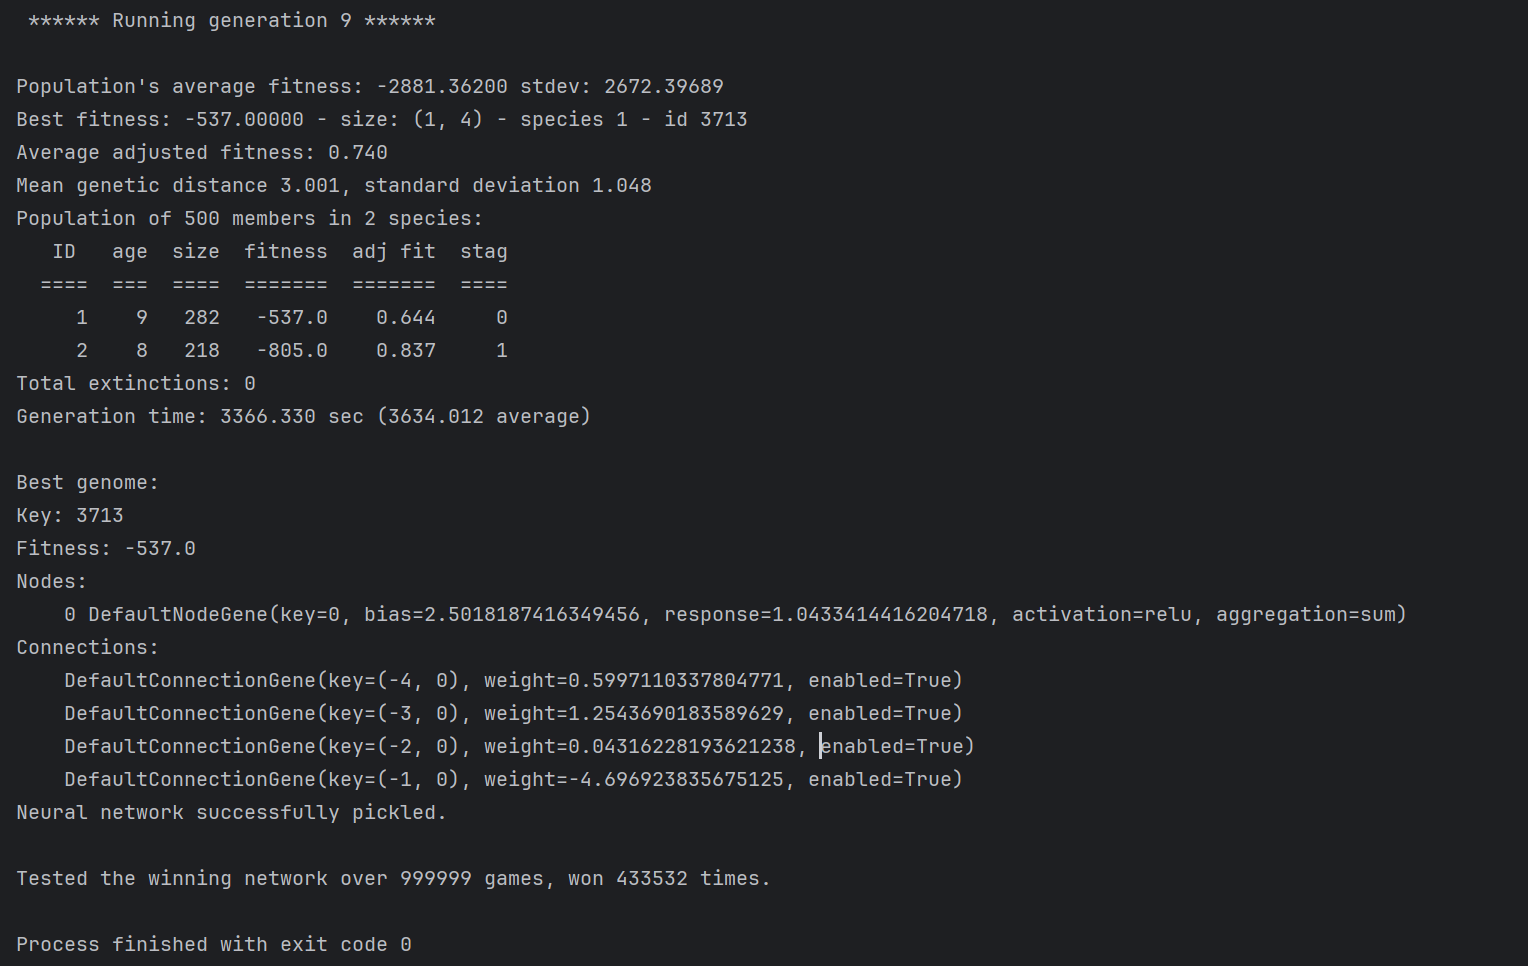 ****** Running generation 9 ******
Population's average fitness: -2881.36200 stdev: 2672.39689
Best fitness: -537.00000 - size: (1, 4) - species 1 - id 3713
Average adjusted fitness: 0.740
Mean genetic distance 3.001, standard deviation 1.048
Population of 500 members in 2 species:
   ID   age  size  fitness  adj fit  stag
  ====  ===  ====  =======  =======  ====
     1    9   282   -537.0    0.644     0
     2    8   218   -805.0    0.837     1
Total extinctions: 0
Generation time: 3366.330 sec (3634.012 average)
Best genome:
Key: 3713
Fitness: -537.0
Nodes:
    0 DefaultNodeGene(key=0, bias=2.5018187416349456, response=1.0433414416204718, activation=relu, aggregation=sum)
Connections:
    DefaultConnectionGene(key=(-4, 0), weight=0.5997110337804771, enabled=True)
    DefaultConnectionGene(key=(-3, 0), weight=1.2543690183589629, enabled=True)
    DefaultConnectionGene(key=(-2, 0), weight=0.04316228193621238, enabled=True)
    DefaultConnectionGene(key=(-1, 0), weight=-4.696923835675125, enabled=True)
Neural network successfully pickled.
Tested the winning network over 999999 games, won 433532 times.
Process finished with exit code 0